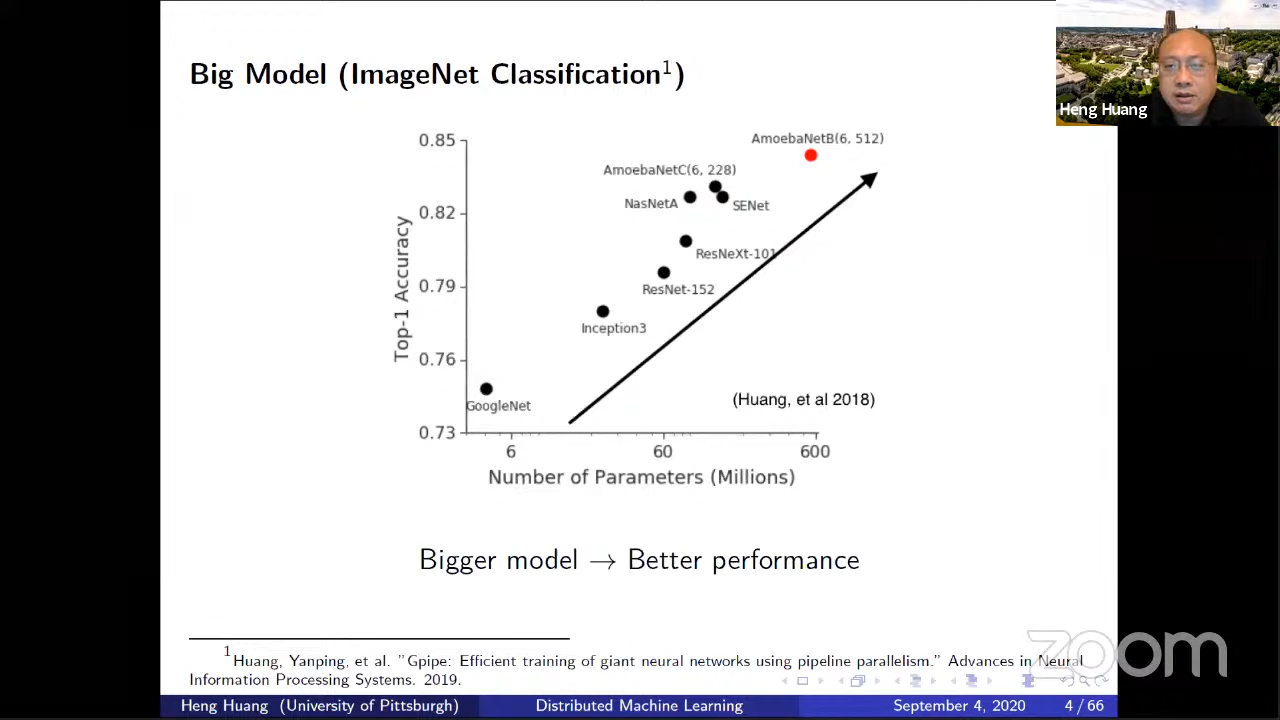 Big Model (ImageNet Classification¹)
Heng Huang
0.85
0.82
0.79
0.76
0.73
Top-1 Accuracy
AmoebaNetB(6, 512)
AmoebaNetC(6, 228)
NasNetA
SENet
ResNeXt-101
ResNet-152
Inception3
GoogleNet
(Huang, et al 2018)
6 60 600
Number of Parameters (Millions)
Bigger model → Better performance
¹Huang, Yanping, et al. "Gpipe: Efficient training of giant neural networks using pipeline parallelism." Advances in Neural
Information Processing Systems. 2019.
zoom
Heng Huang (University of Pittsburgh) Distributed Machine Learning September 4, 2020 4 / 66